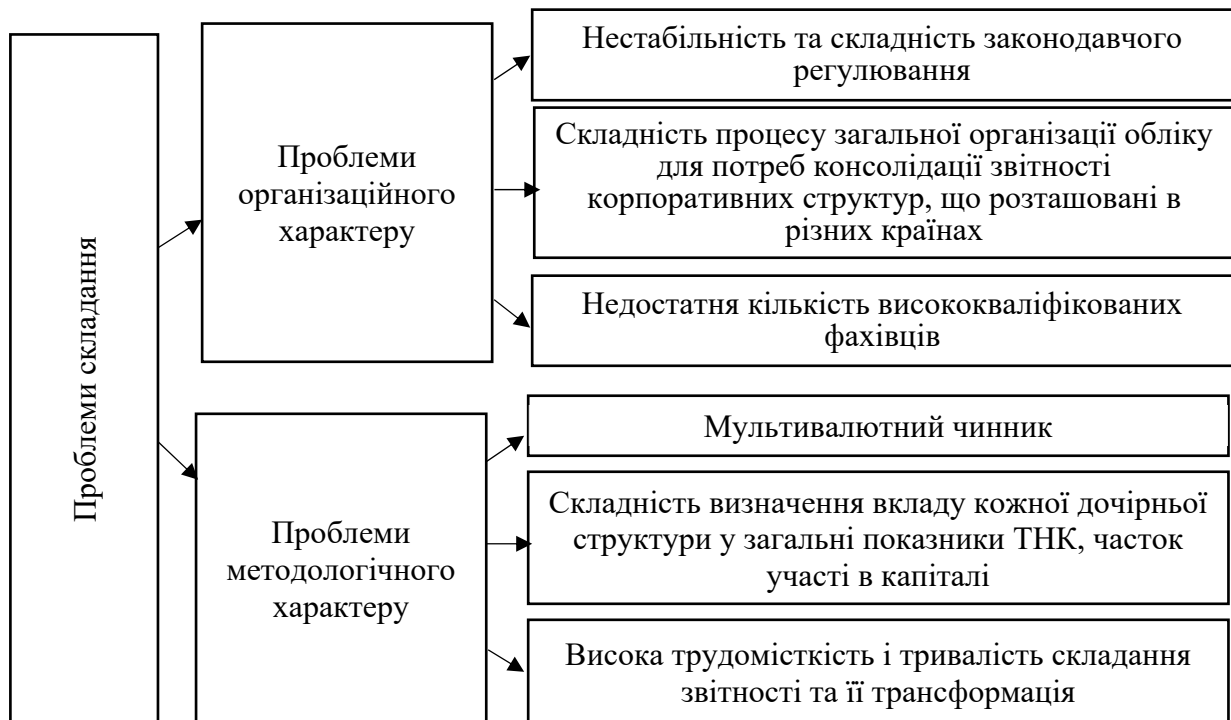 Проблеми складання
Проблеми
організаційного
характеру
Нестабільність та складність законодавчого
регулювання
Складність процесу загальної організації обліку
для потреб консолідації звітності
корпоративних структур, що розташовані в
різних країнах
Недостатня кількість висококваліфікованих
фахівців
Проблеми
методологічного
характеру
Мультивалютний чинник
Складність визначення вкладу кожної дочірньої
структури у загальні показники ТНК, часток
участі в капіталі
Висока трудомісткість і тривалість складання
звітності та її трансформація